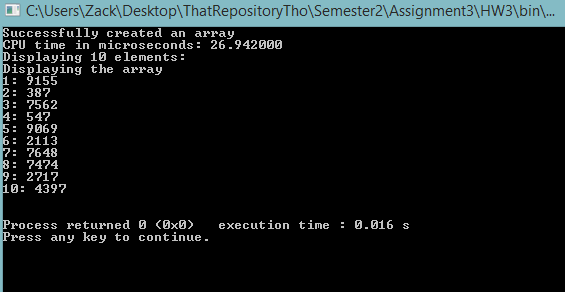 C:\Users\Zack\Desktop\ThatRepositoryTho\Semester2\Assignment3\HW3\bin\...
Successfully created an array
CPU time in microseconds: 26.942000
Displaying 10 elements:
Displaying the array
1: 9155
2: 387
3: 7562
4: 547
5: 9069
6: 2113
7: 7648
8: 7474
9: 2717
10: 4397
Process returned 0 (0x0)   execution time : 0.016 s
Press any key to continue.